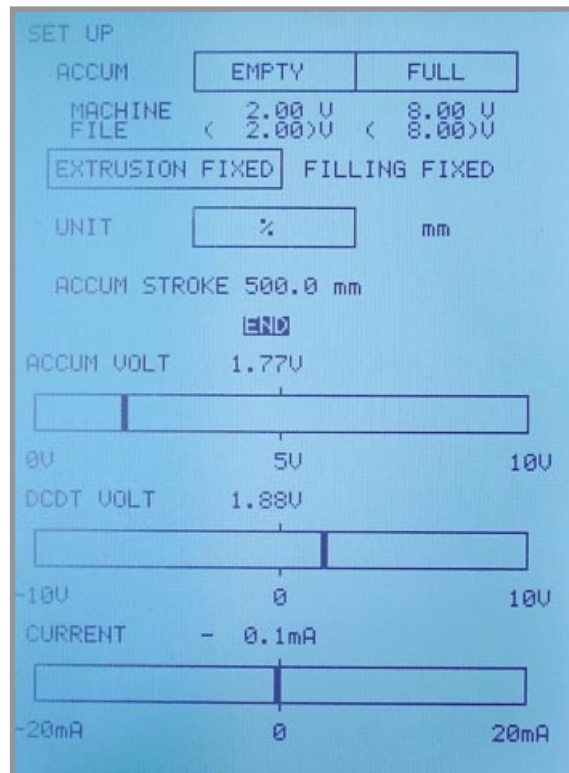 SET UP
ACCUM EMPTY FULL
MACHINE 2.00 V 8.00 V
FILE ( 2.00)V ( 8.00)V
EXTRUSION FIXED FILLING FIXED
UNIT % mm
ACCUM STROKE 500.0 mm
END
ACCUM VOLT 1.77V
0V 5V 10V
DCDT VOLT 1.88V
-10V 0 10V
CURRENT - 0.1mA
-20mA 0 20mA